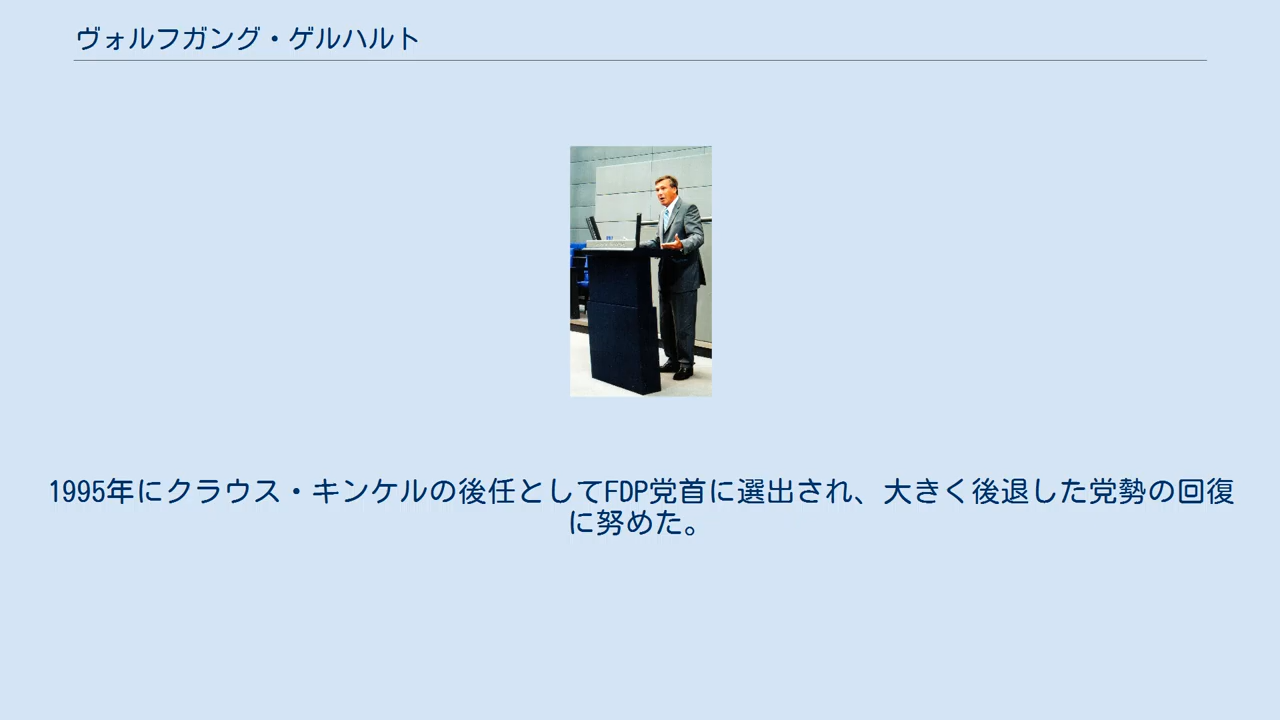 ヴォルフガング・ゲルハルト
1995年にクラウス・キンケルの後任としてFDP党首に選出され、大きく後退した党勢の回復
に努めた。